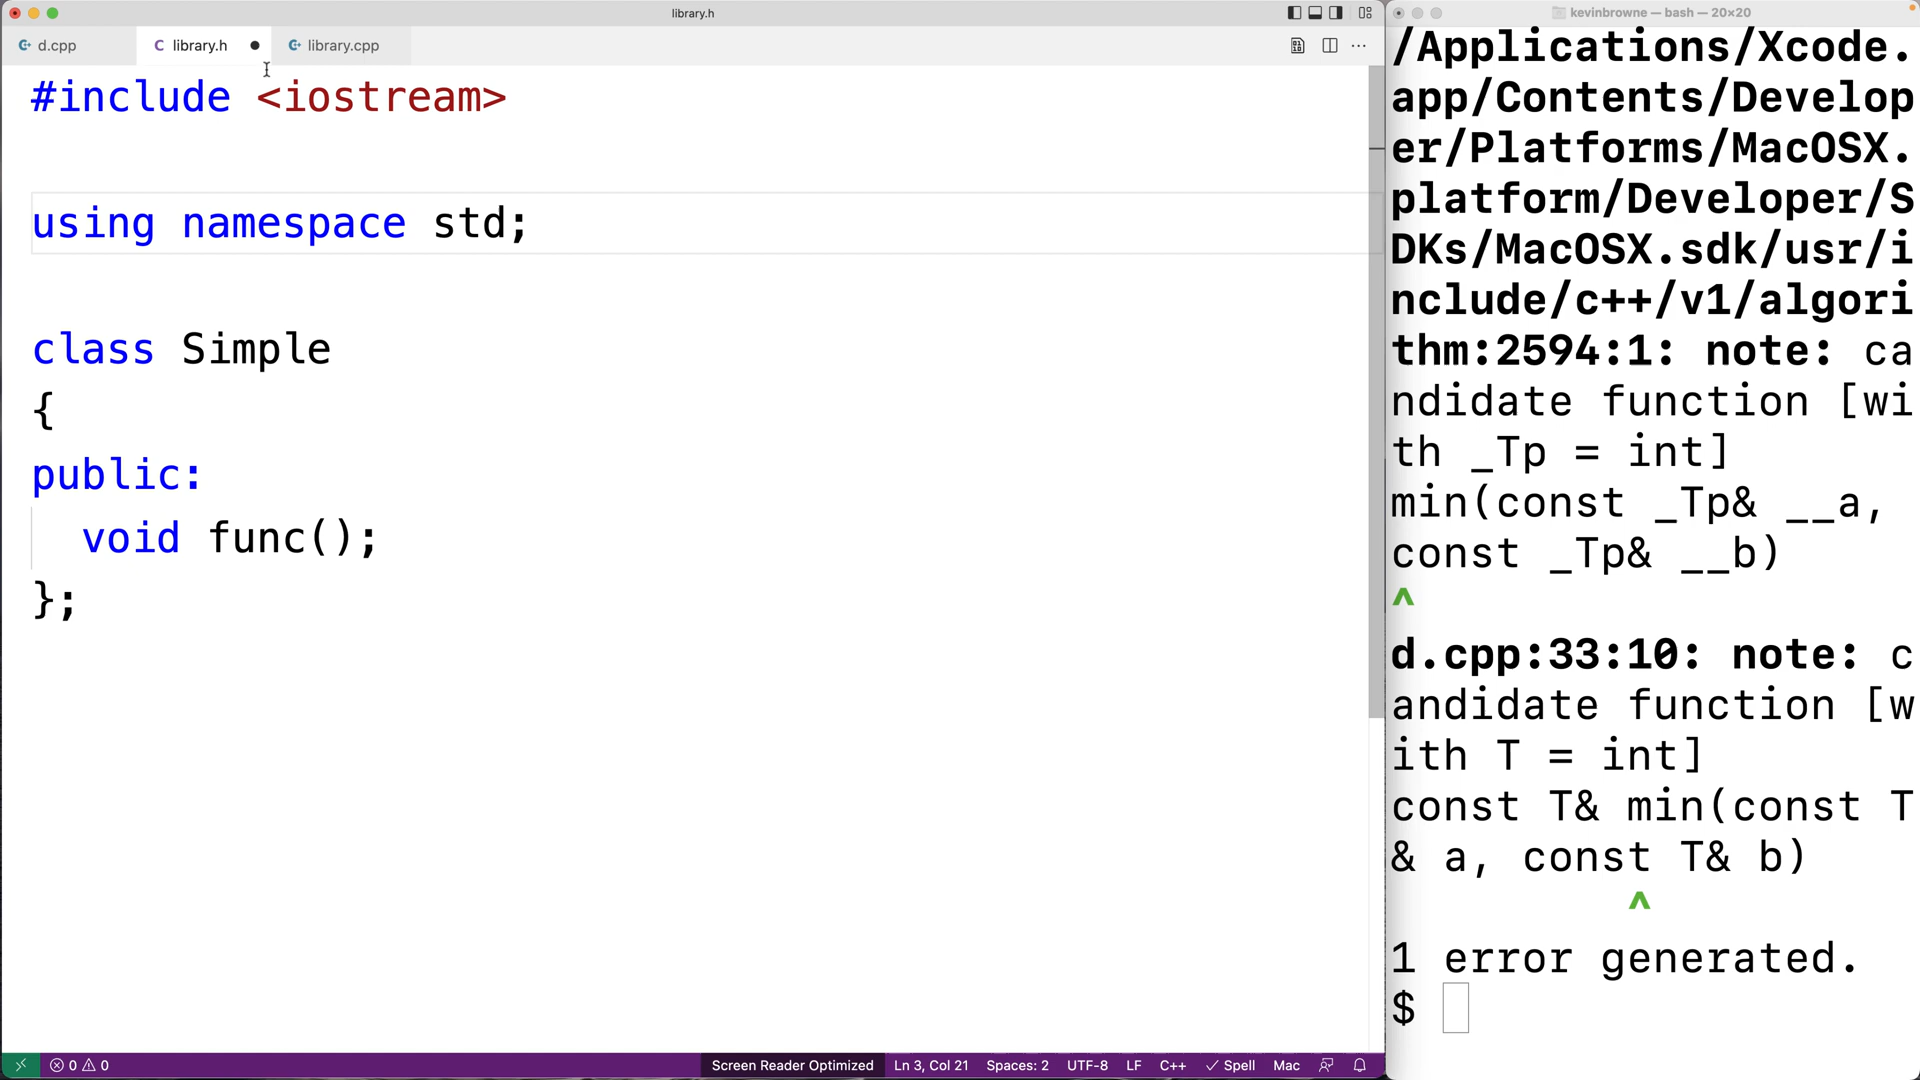 library.h
d.cpp
library.h
library.cpp
#include <iostream>
using namespace std;
class Simple
{
public:
void func();
};
0 0
Screen Reader Optimized
Ln 3, Col 21
Spaces: 2
UTF-8
LF
C++
Spell
Mac
kevinbrowne — bash — 20×20
/Applications/Xcode.
app/Contents/Develop
er/Platforms/MacOSX.
platform/Developer/S
DKs/MacOSX.sdk/usr/i
nclude/c++/v1/algori
thm:2594:1: note: ca
ndidate function [wi
th _Tp = int]
min(const _Tp& __a,
const _Tp& __b)
^
d.cpp:33:10: note: c
andidate function [w
ith T = int]
const T& min(const T
& a, const T& b)
^
1 error generated.
$